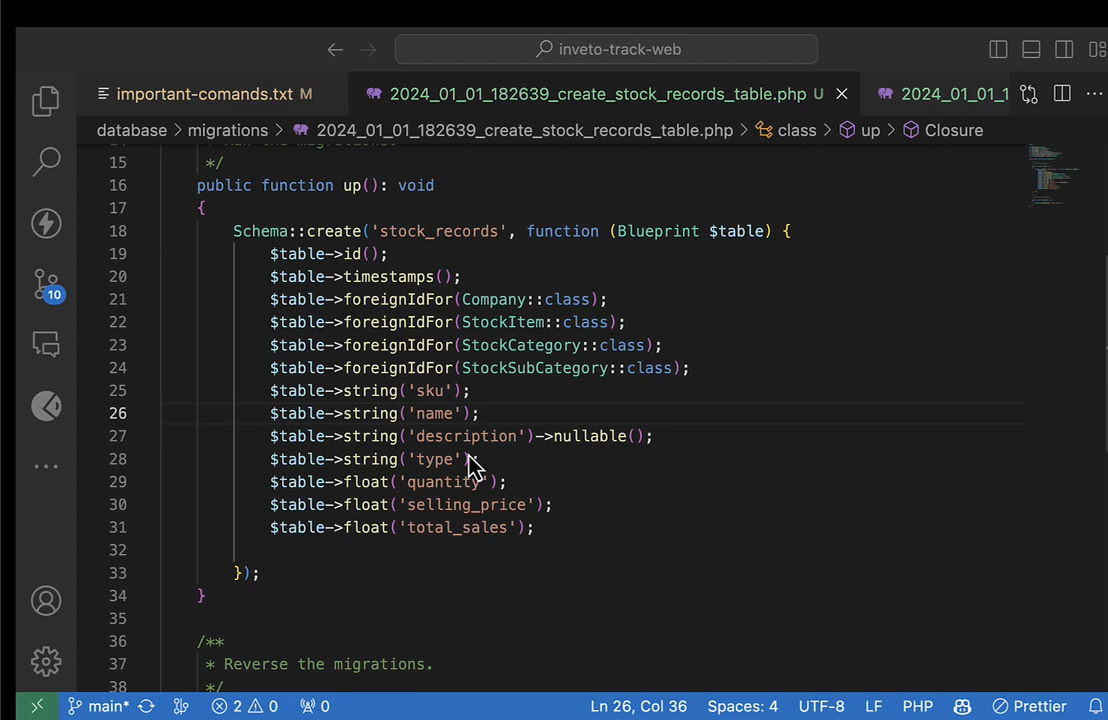 inveto-track-web
important-comands.txt M
2024_01_01_182639_create_stock_records_table.php U
2024_01_01_1
database > migrations > 2024_01_01_182639_create_stock_records_table.php > class > up > Closure
15 */
16 public function up(): void
17 {
18 Schema::create('stock_records', function (Blueprint $table) {
19 $table->id();
20 $table->timestamps();
21 $table->foreignIdFor(Company::class);
22 $table->foreignIdFor(StockItem::class);
23 $table->foreignIdFor(StockCategory::class);
24 $table->foreignIdFor(StockSubCategory::class);
25 $table->string('sku');
26 $table->string('name');
27 $table->string('description')->nullable();
28 $table->string('type');
29 $table->float('quantity');
30 $table->float('selling_price');
31 $table->float('total_sales');
32
33 });
34 }
35
36 /**
37 * Reverse the migrations.
38 */
10
main* 2 0 0 Ln 26, Col 36 Spaces: 4 UTF-8 LF PHP Prettier